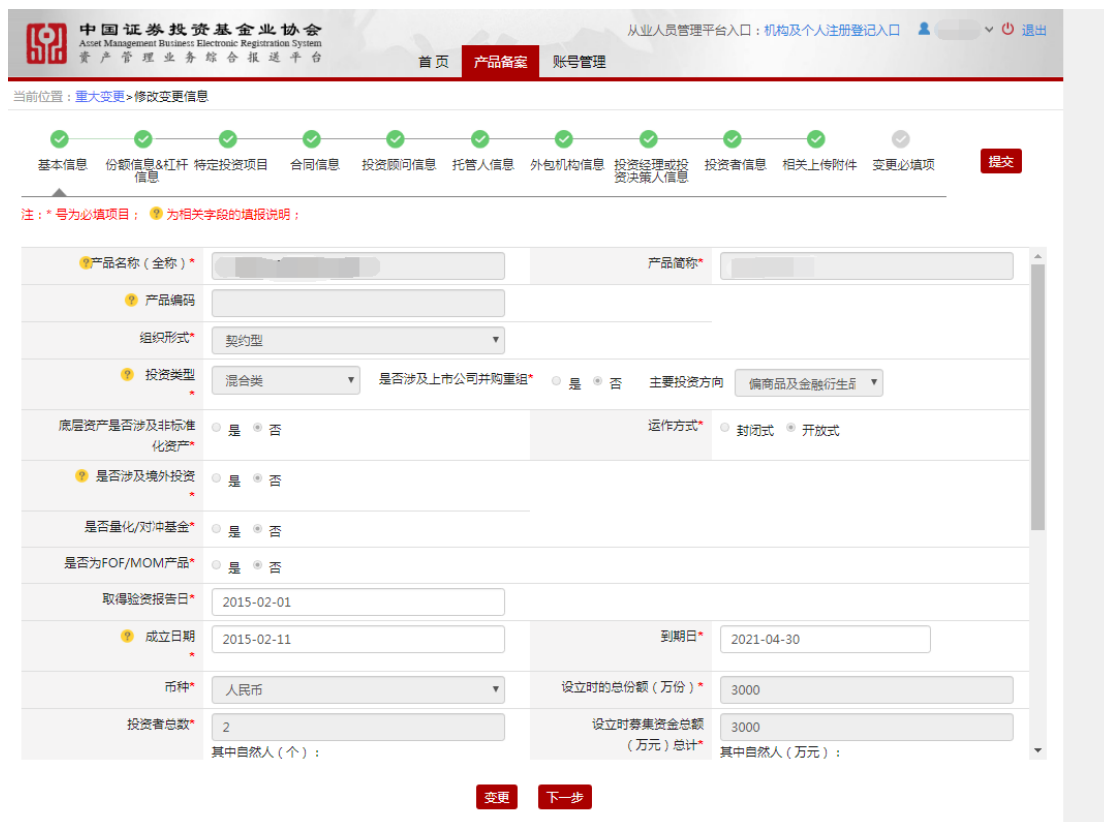 中国证券投资基金业协会
Asset Management Business Electronic Registration System
资产管理业务综合报送平台
从业人员管理平台入口：机构及个人注册登记入口 退出
首页 产品备案 账号管理
当前位置：重大变更>修改变更信息
基本信息 份额信息&杠杆信息 特定投资项目 合同信息 投资顾问信息 托管人信息 外包机构信息 投资经理或投资决策人信息 投资者信息 相关上传附件 变更必填项 提交
注：* 号为必填项目； ? 为相关字段的填报说明；
? 产品名称（全称）* 产品简称*
? 产品编码
组织形式* 契约型
? 投资类型* 混合类 是否涉及上市公司并购重组* 是 否 主要投资方向 偏商品及金融衍生品
底层资产是否涉及非标准化资产* 是 否 运作方式* 封闭式 开放式
? 是否涉及境外投资* 是 否
是否量化/对冲基金* 是 否
是否为FOF/MOM产品* 是 否
取得验资报告日* 2015-02-01
? 成立日期* 2015-02-11 到期日* 2021-04-30
币种* 人民币 设立时的总份额（万份）* 3000
投资者总数* 2 设立时募集资金总额（万元）总计* 3000
其中自然人（个）： 其中自然人（万元）：
变更 下一步